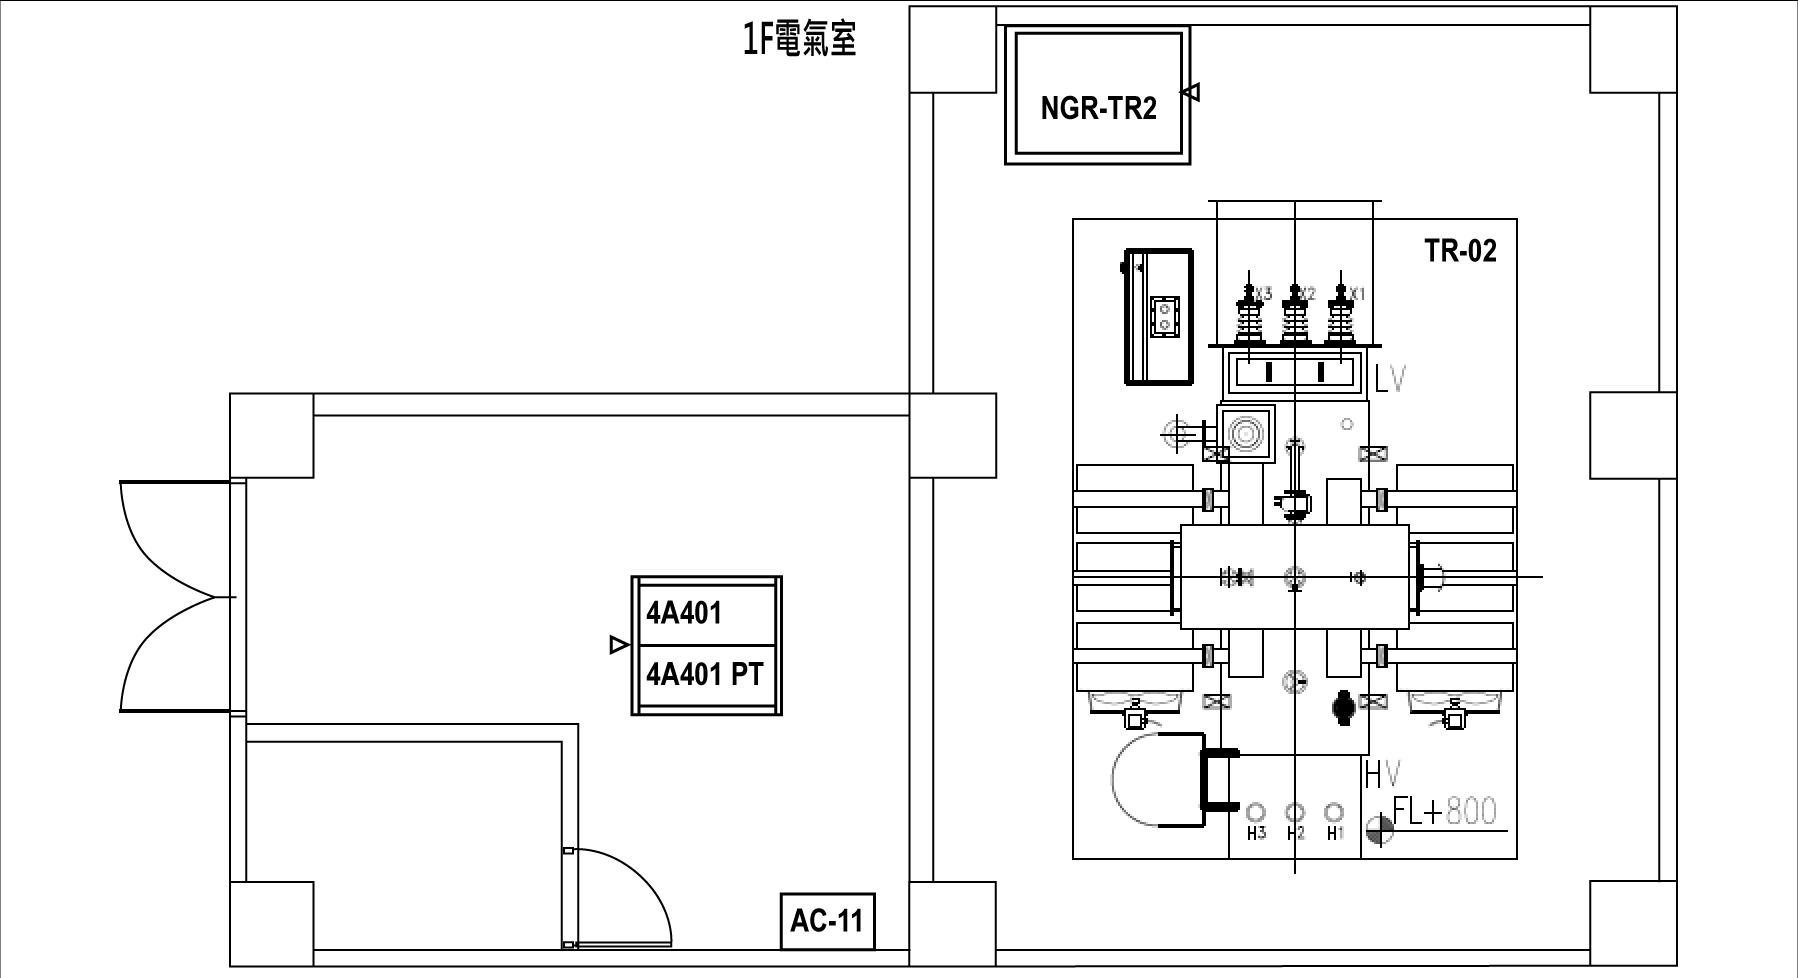 1F電氣室
NGR-TR2
TR-02
X3
X2
X1
LV
4A401
4A401 PT
HV
FL+800
H3
H2
H1
AC-11